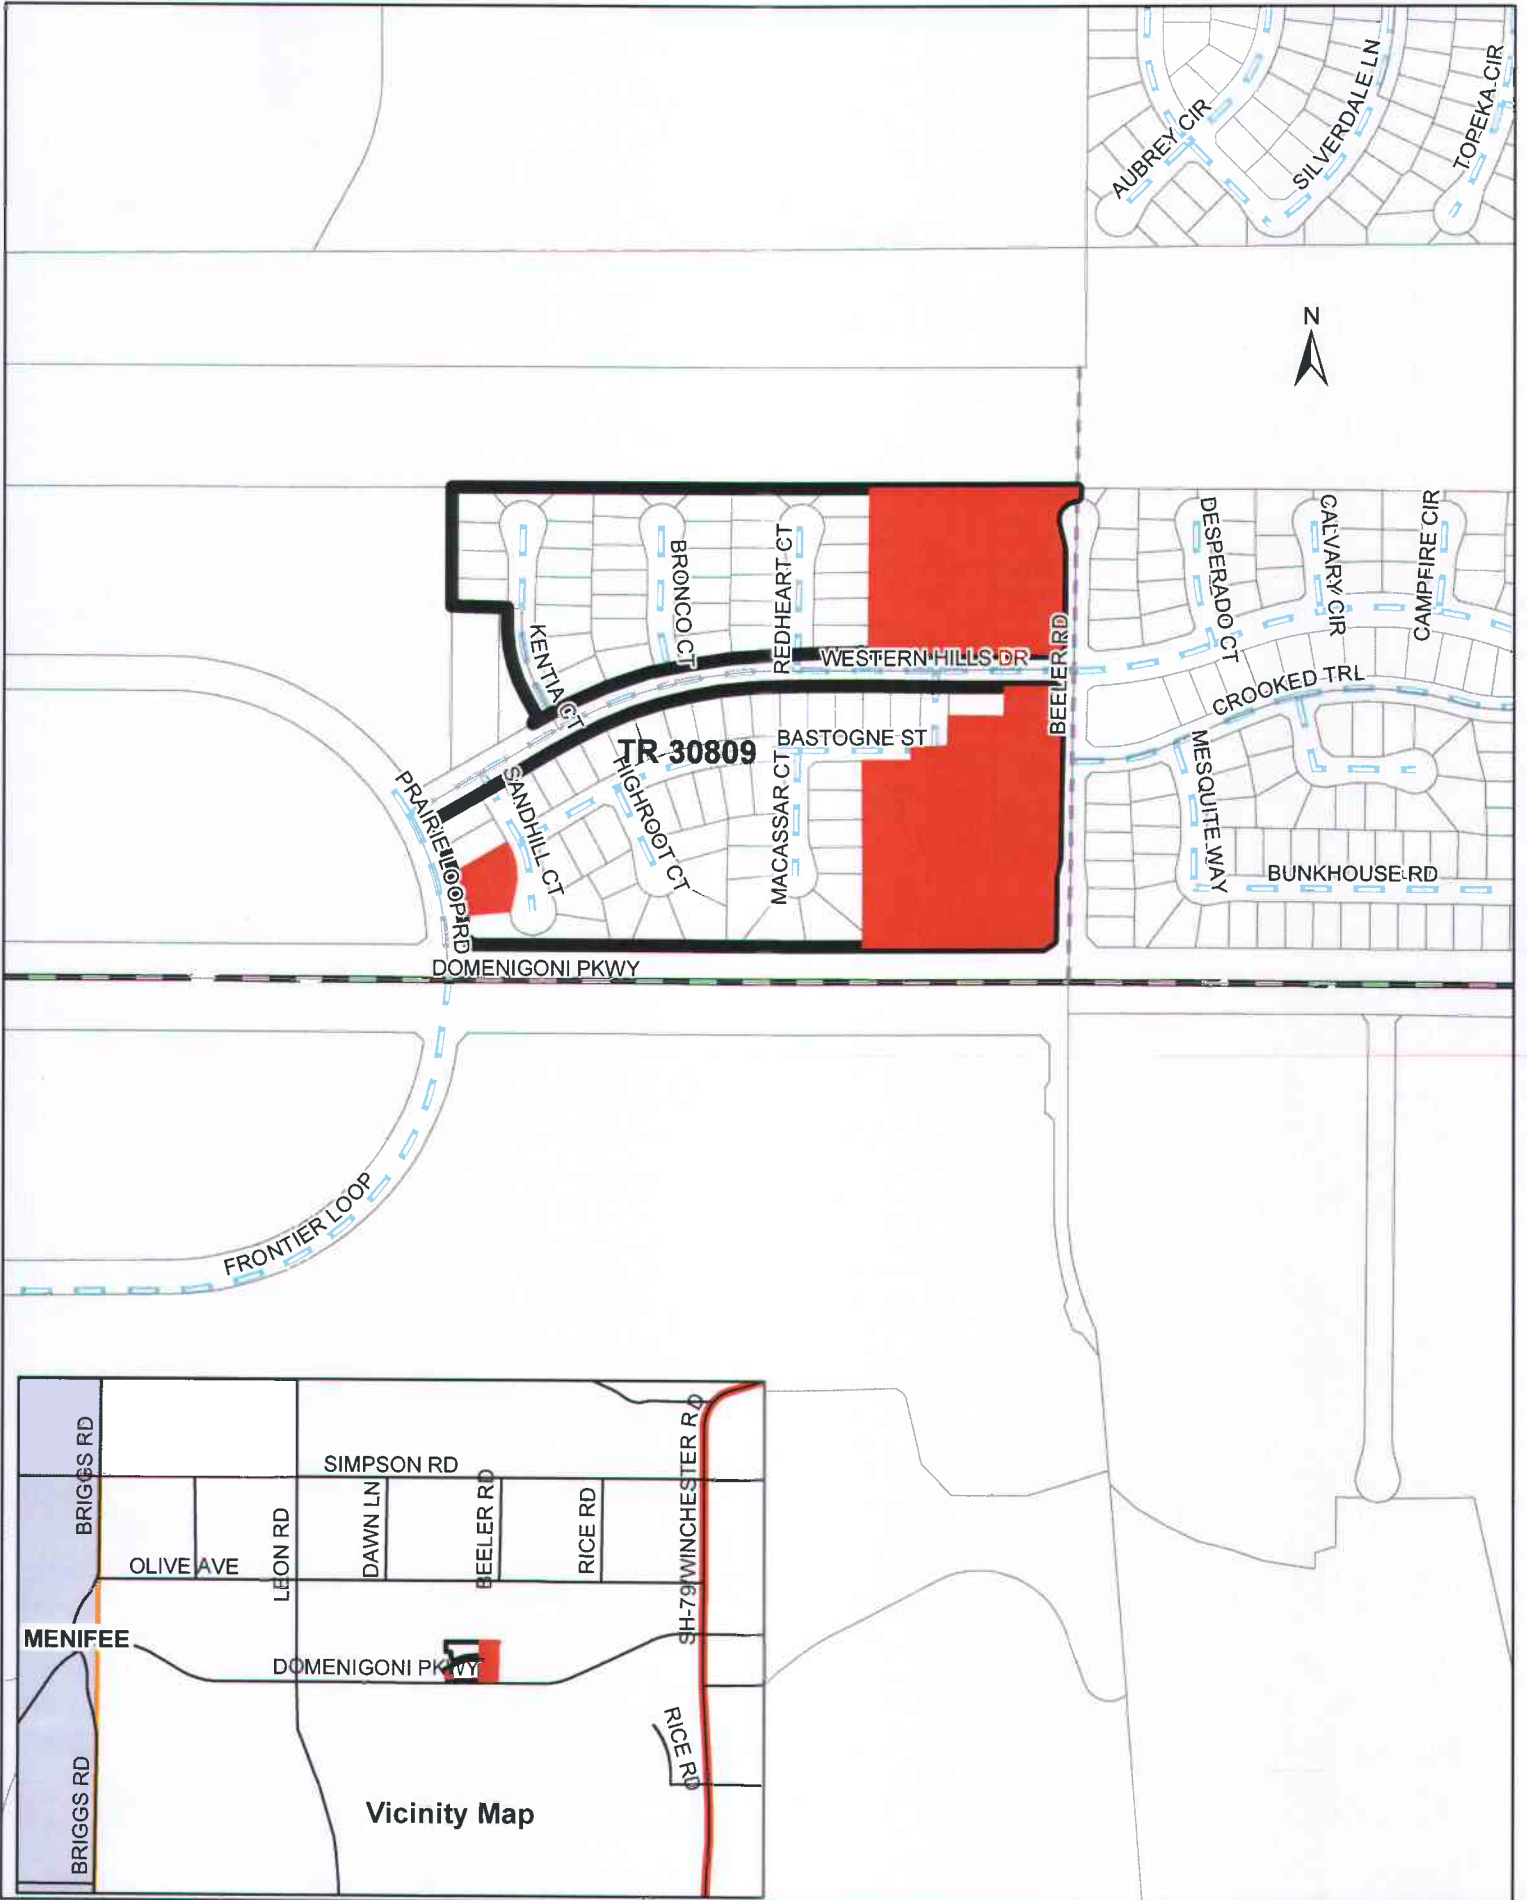 AUBREY CIR
SILVERDALE LN
TOPEKA CIR
N
KENTIA CT
BRONCO CT
REDHEART CT
WESTERN HILLS DR
BEELER RD
DESPERADO CT
CALVARY CIR
CAMPFIRE CIR
CROOKED TRL
TR 30809
BASTOGNE ST
PRAIRIE LOOP RD
SANDHILL CT
HIGHROOT CT
MACASSAR CT
MESQUITE WAY
BUNKHOUSE RD
DOMENIGONI PKWY
FRONTIER LOOP
BRIGGS RD
SIMPSON RD
OLIVE AVE
LEON RD
DAWN LN
BEELER RD
RICE RD
SH-79/WINCHESTER RD
MENIFEE
DOMENIGONI PKWY
RICE RD
BRIGGS RD
Vicinity Map